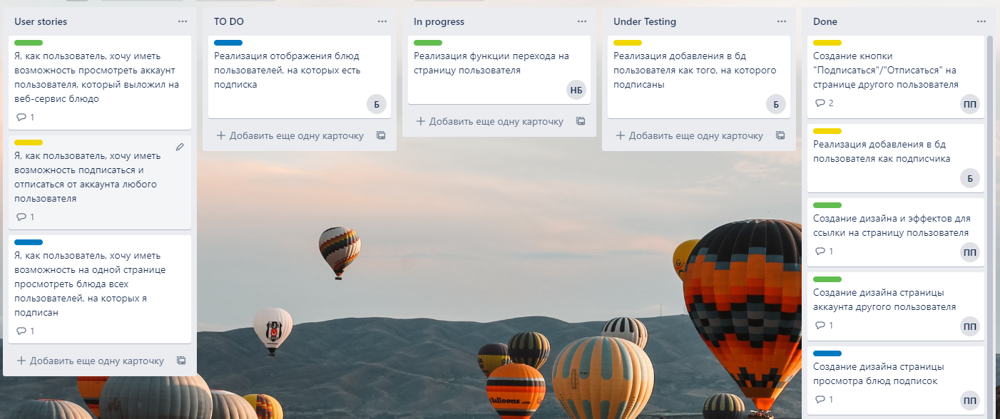 User stories
Я, как пользователь, хочу иметь
возможность просмотреть аккаунт
пользователя, который выложил на
веб-сервис блюдо
1
Я, как пользователь, хочу иметь
возможность подписаться и
отписаться от аккаунта любого
пользователя
1
Я, как пользователь, хочу иметь
возможность на одной странице
просмотреть блюда всех
пользователей, на которых я
подписан
1
Добавить еще одну карточку
TO DO
Реализация отображения блюд
пользователей, на которых есть
подписка
Б
Добавить еще одну карточку
In progress
Реализация функции перехода на
страницу пользователя
НБ
Добавить еще одну карточку
Under Testing
Реализация добавления в бд
пользователя как того, на которого
подписаны
Б
Добавить еще одну карточку
Done
Создание кнопки
"Подписаться"/"Отписаться" на
странице другого пользователя
2
ПП
Реализация добавления в бд
пользователя как подписчика
Б
Создание дизайна и эффектов для
ссылки на страницу пользователя
1
ПП
Создание дизайна страницы
аккаунта другого пользователя
1
ПП
Создание дизайна страницы
просмотра блюд подписок
1
ПП